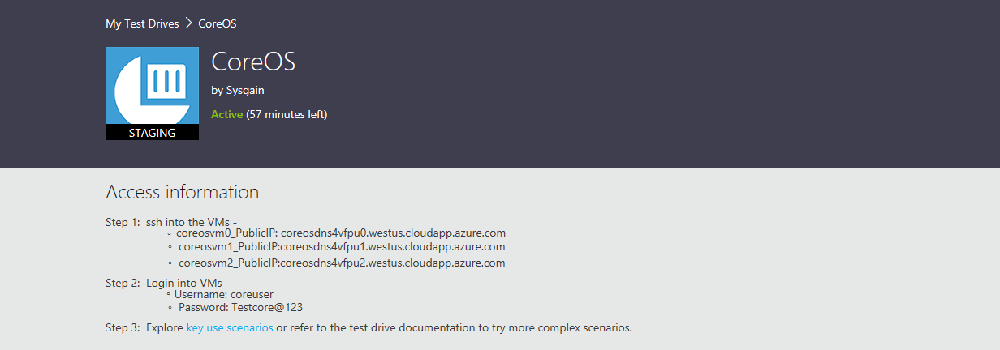 My Test Drives > CoreOS
CoreOS
by Sysgain
Active (57 minutes left)
STAGING
Access information
Step 1: ssh into the VMs -
◦ coreosvm0_PublicIP: coreosdns4vfpu0.westus.cloudapp.azure.com
◦ coreosvm1_PublicIP:coreosdns4vfpu1.westus.cloudapp.azure.com
◦ coreosvm2_PublicIP:coreosdns4vfpu2.westus.cloudapp.azure.com
Step 2: Login into VMs -
◦ Username: coreuser
◦ Password: Testcore@123
Step 3: Explore key use scenarios or refer to the test drive documentation to try more complex scenarios.